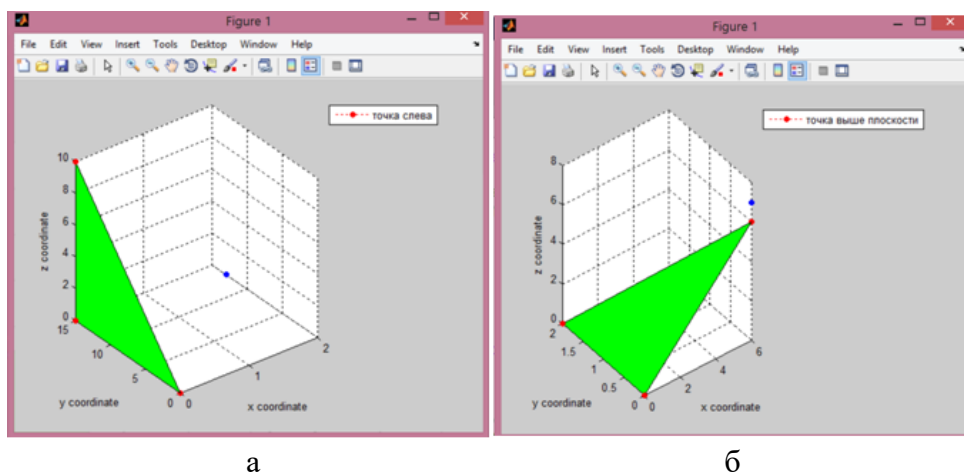 Figure 1
File Edit View Insert Tools Desktop Window Help
точка слева
10
8
6
4
2
0
z coordinate
15
10
5
0
y coordinate
0
1
2
x coordinate
а
Figure 1
File Edit View Insert Tools Desktop Window Help
точка выше плоскости
8
6
4
2
0
z coordinate
2
1.5
1
0.5
0
y coordinate
0
2
4
6
x coordinate
б